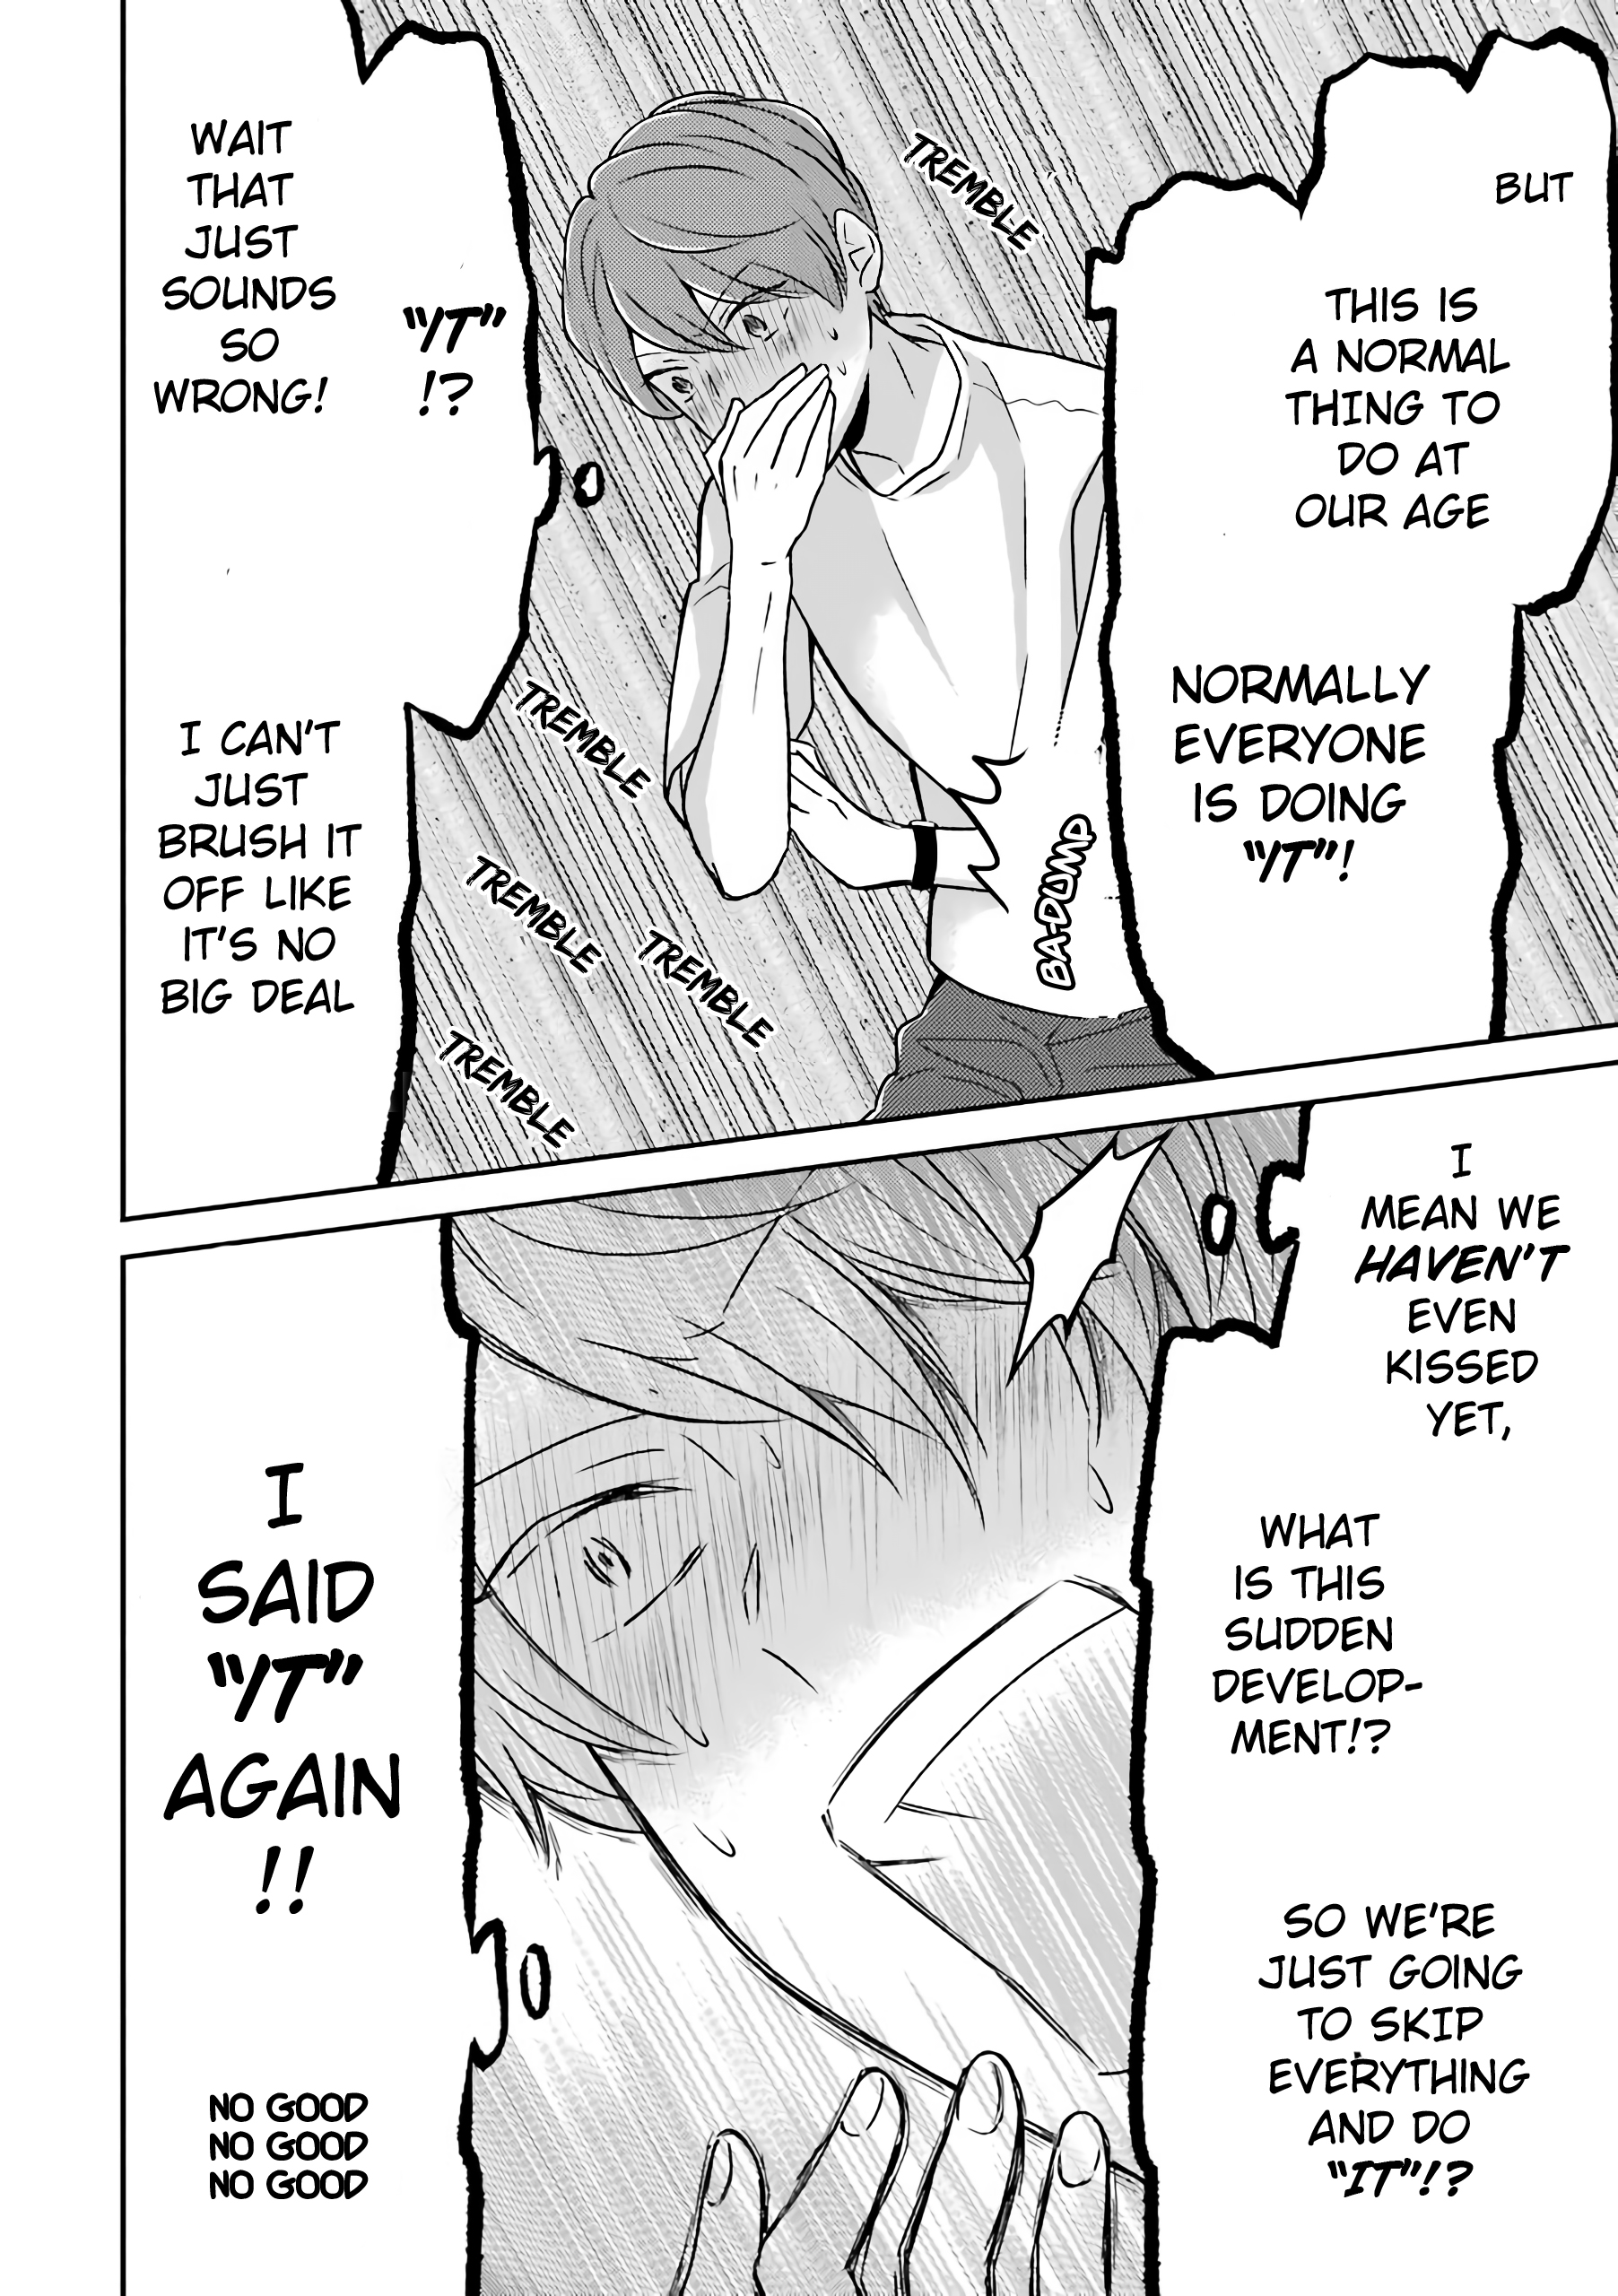 BUT
THIS IS
A NORMAL
THING TO
DO AT
OUR AGE
NORMALLY
EVERYONE
IS DOING
"IT"!
TREMBLE
BA-DUMP
"IT"
!?
WAIT
THAT
JUST
SOUNDS
SO
WRONG!
I CAN'T
JUST
BRUSH IT
OFF LIKE
IT'S NO
BIG DEAL
TREMBLE
TREMBLE
TREMBLE
TREMBLE
I
MEAN WE
HAVEN'T
EVEN
KISSED
YET,
WHAT
IS THIS
SUDDEN
DEVELOP-
MENT!?
SO WE'RE
JUST GOING
TO SKIP
EVERYTHING
AND DO
"IT"!?
I
SAID
"IT"
AGAIN
!!
NO GOOD
NO GOOD
NO GOOD